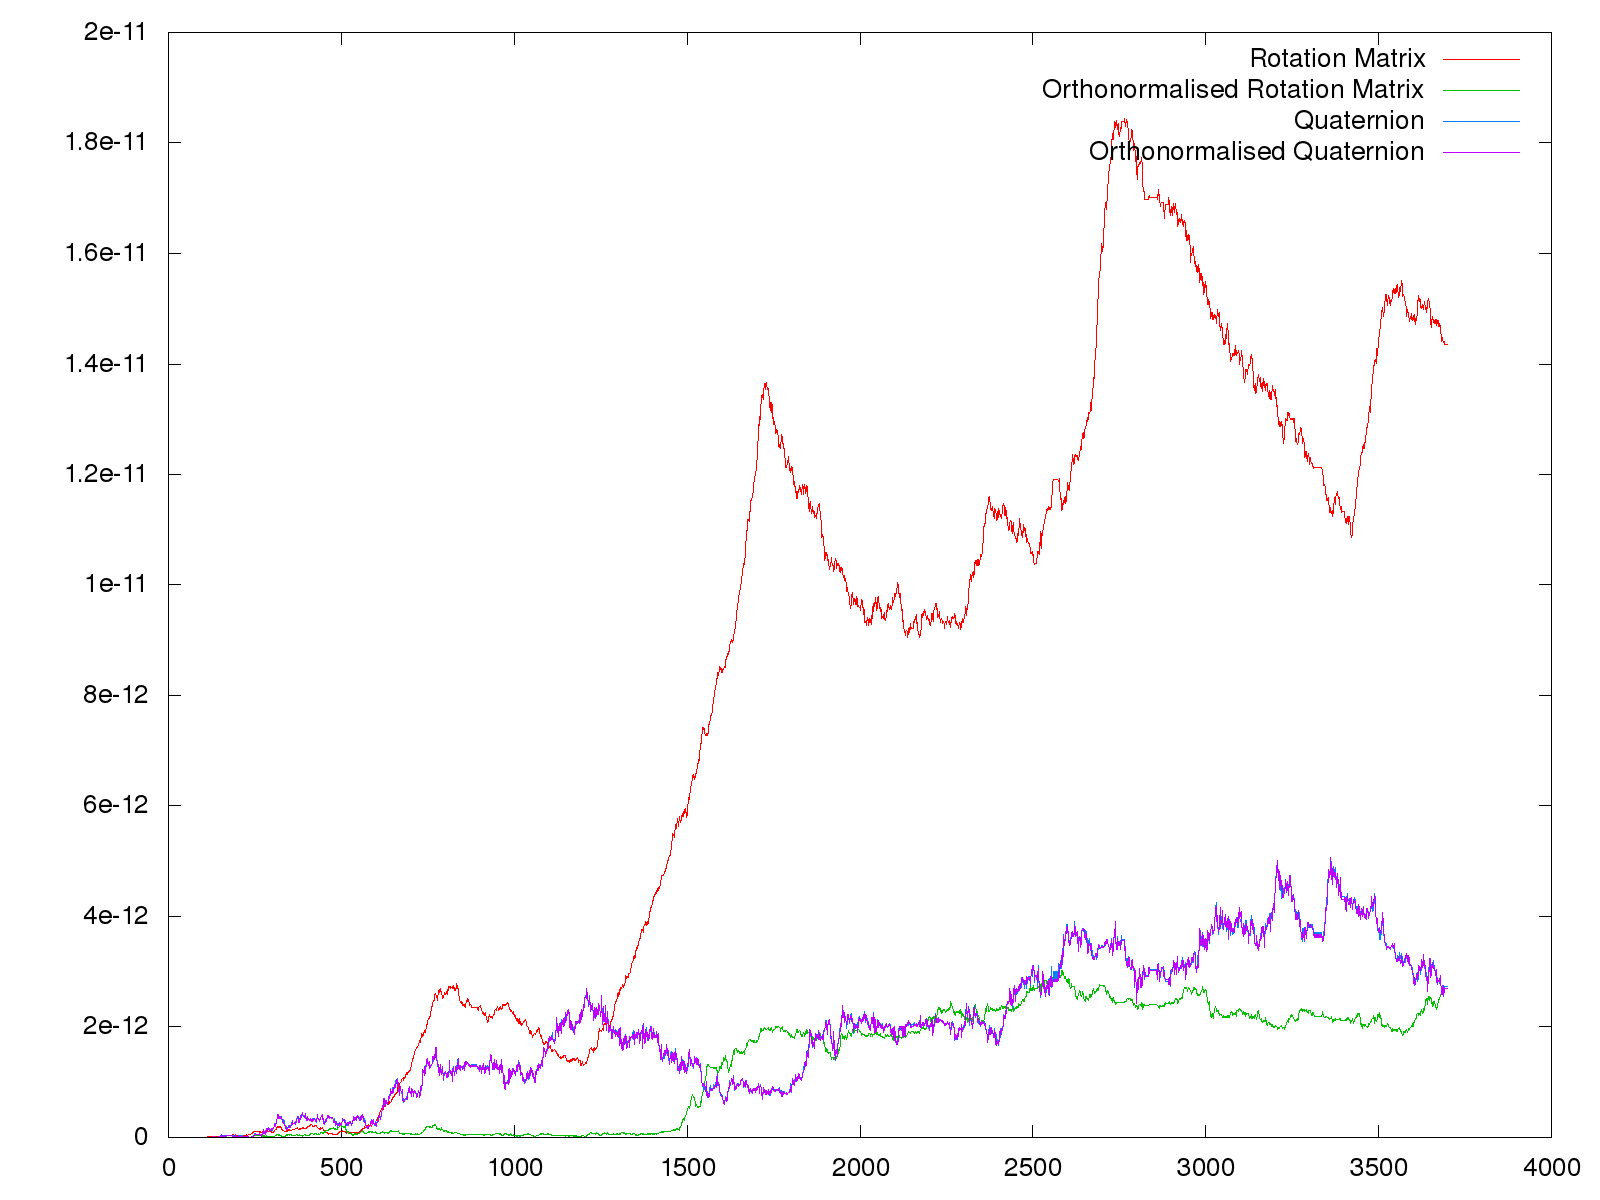 2e-11
1.8e-11
1.6e-11
1.4e-11
1.2e-11
1e-11
8e-12
6e-12
4e-12
2e-12
0
Rotation Matrix
Orthonormalised Rotation Matrix
Quaternion
Orthonormalised Quaternion
0 500 1000 1500 2000 2500 3000 3500 4000